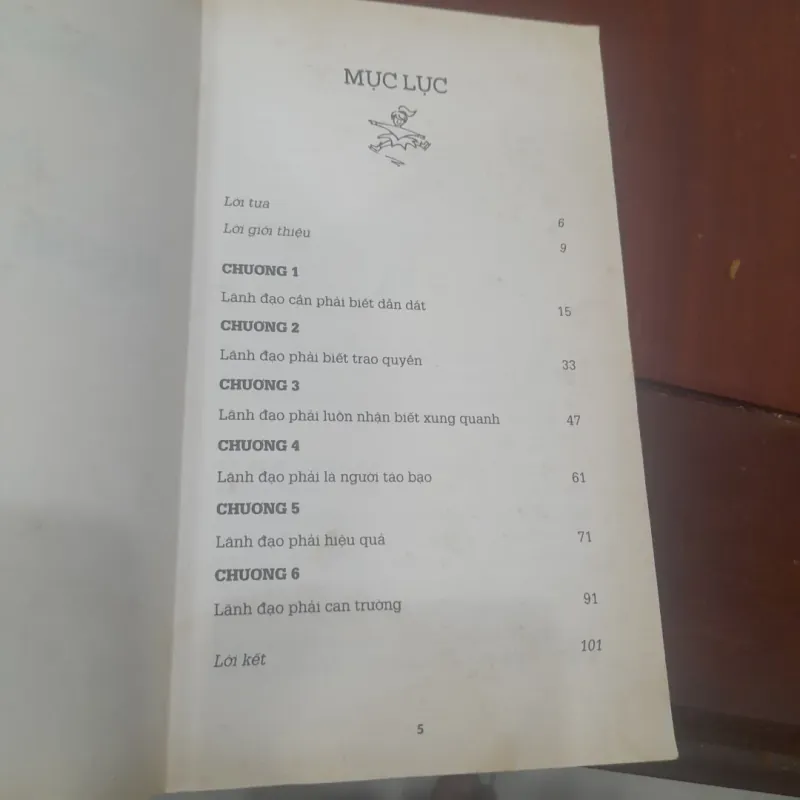 MỤC LỤC
Lời tựa 6
Lời giới thiệu 9
CHƯƠNG 1
Lãnh đạo cần phải biết dẫn dắt 15
CHƯƠNG 2
Lãnh đạo phải biết trao quyền 33
CHƯƠNG 3
Lãnh đạo phải luôn nhận biết xung quanh 47
CHƯƠNG 4
Lãnh đạo phải là người táo bạo 61
CHƯƠNG 5
Lãnh đạo phải hiệu quả 71
CHƯƠNG 6
Lãnh đạo phải can trường 91
Lời kết 101
5